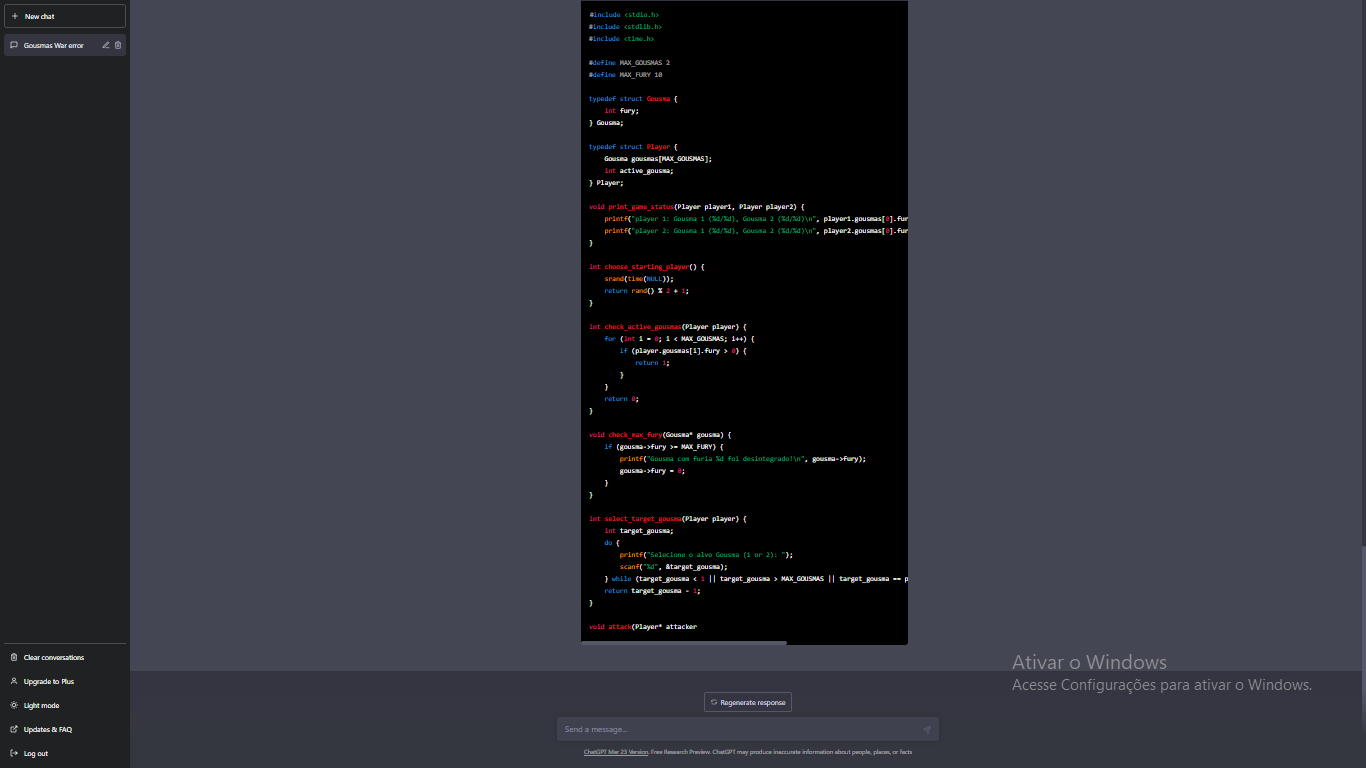 New chat
Gousmas War error
#include <stdio.h>
#include <stdlib.h>
#include <time.h>
#define MAX_GOUSMAS 2
#define MAX_FURY 10
typedef struct Gousma {
int fury;
} Gousma;
typedef struct Player {
Gousma gousmas[MAX_GOUSMAS];
int active_gousma;
} Player;
void print_game_status(Player player1, Player player2) {
printf("player 1: Gousma 1 (%d/%d), Gousma 2 (%d/%d)\n", player1.gousmas[0].fur
printf("player 2: Gousma 1 (%d/%d), Gousma 2 (%d/%d)\n", player2.gousmas[0].fur
}
int choose_starting_player() {
srand(time(NULL));
return rand() % 2 + 1;
}
int check_active_gousmas(Player player) {
for (int i = 0; i < MAX_GOUSMAS; i++) {
if (player.gousmas[i].fury > 0) {
return 1;
}
}
return 0;
}
void check_max_fury(Gousma* gousma) {
if (gousma->fury >= MAX_FURY) {
printf("Gousma com furia %d foi desintegrado!\n", gousma->fury);
gousma->fury = 0;
}
}
int select_target_gousma(Player player) {
int target_gousma;
do {
printf("Selecione o alvo Gousma (1 or 2): ");
scanf("%d", &target_gousma);
} while (target_gousma < 1 || target_gousma > MAX_GOUSMAS || target_gousma == p
return target_gousma - 1;
}
void attack(Player* attacker
Clear conversations
Upgrade to Plus
Light mode
Updates & FAQ
Log out
Regenerate response
Send a message...
ChatGPT Mar 23 Version. Free Research Preview. ChatGPT may produce inaccurate information about people, places, or facts
Ativar o Windows
Acesse Configurações para ativar o Windows.